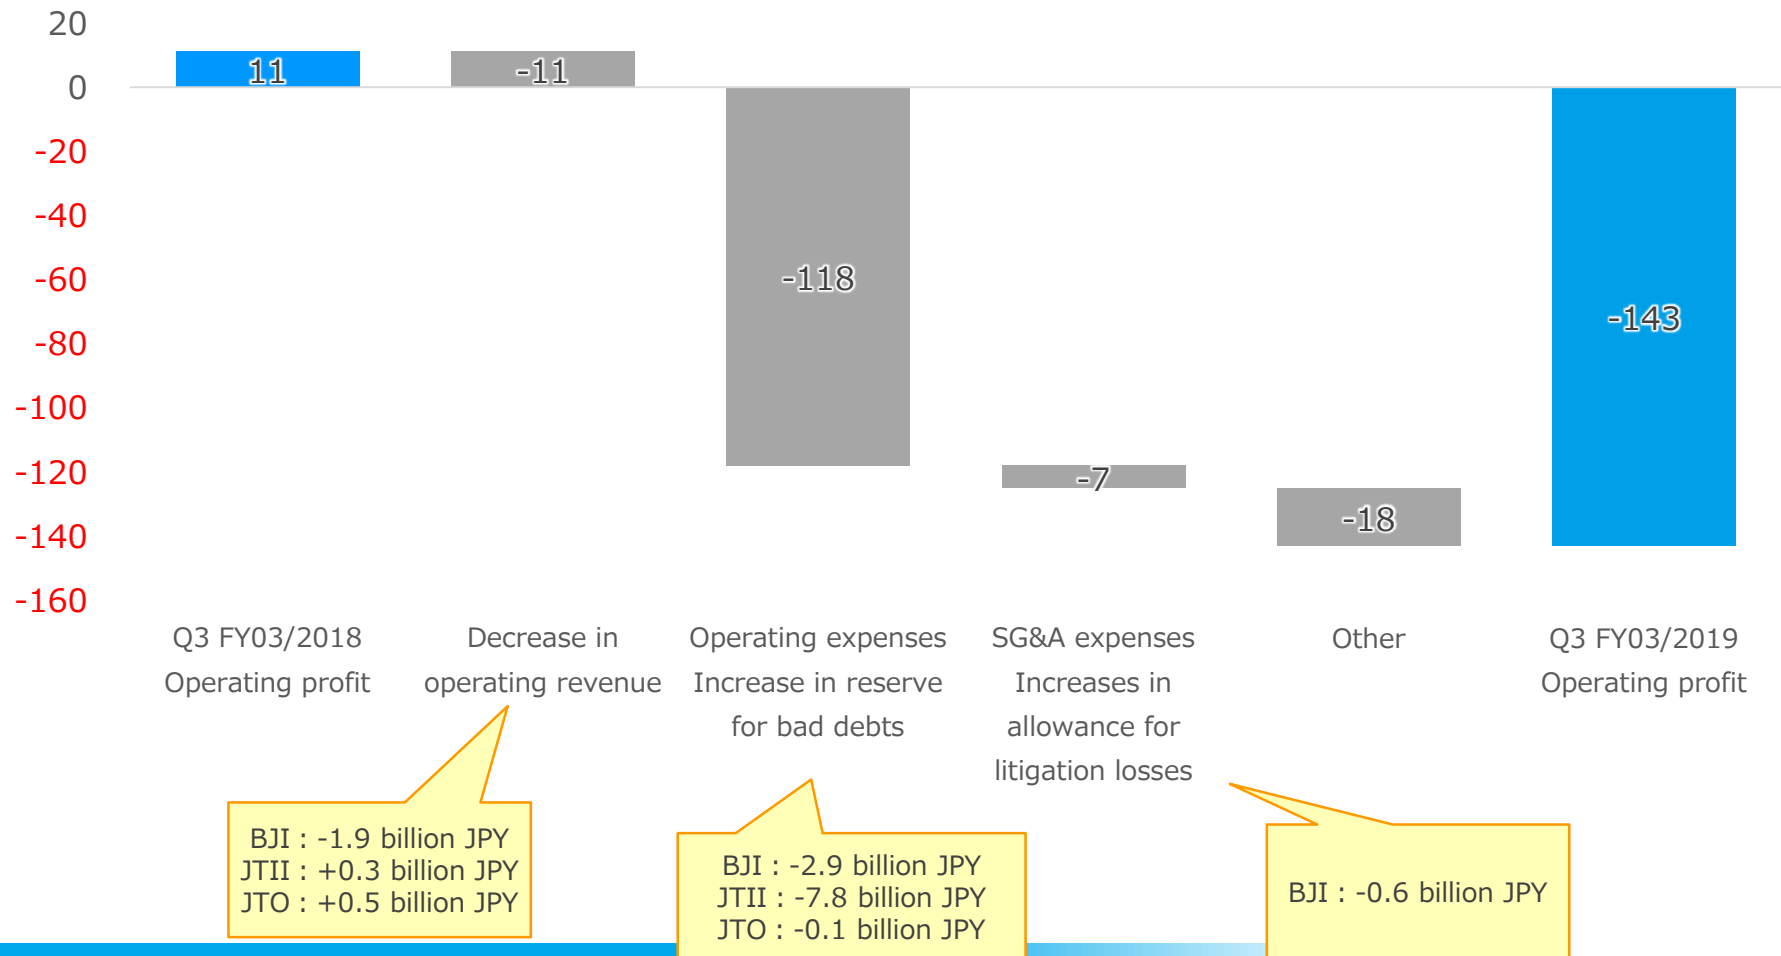 20
0
-20
-40
-60
-80
-100
-120
-140
-160
11
-11
-118
-7
-18
-143
Q3 FY03/2018
Operating profit
Decrease in
operating revenue
Operating expenses
Increase in reserve
for bad debts
SG&A expenses
Increases in
allowance for
litigation losses
Other
Q3 FY03/2019
Operating profit
BJI : -1.9 billion JPY
JTII : +0.3 billion JPY
JTO : +0.5 billion JPY
BJI : -2.9 billion JPY
JTII : -7.8 billion JPY
JTO : -0.1 billion JPY
BJI : -0.6 billion JPY